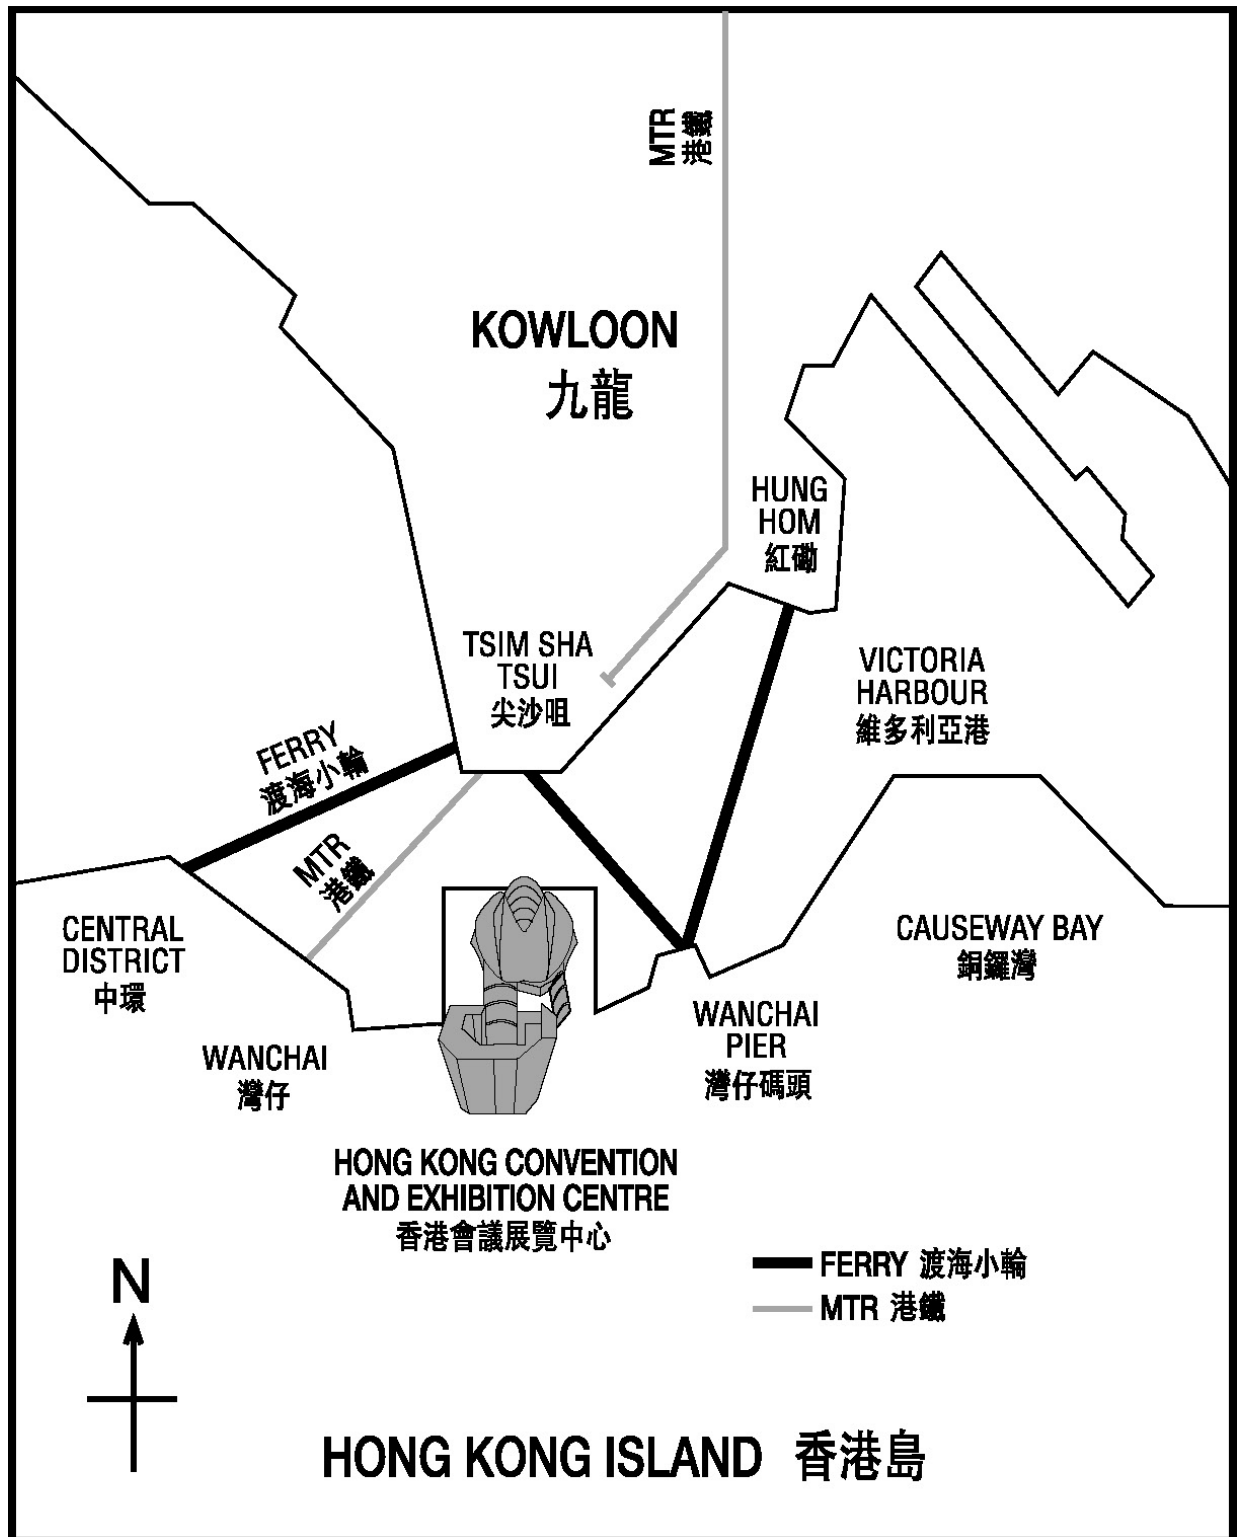 MTR
港鐵
KOWLOON
九龍
HUNG
HOM
紅磡
TSIM SHA
TSUI
尖沙咀
VICTORIA
HARBOUR
維多利亞港
FERRY
渡海小輪
MTR
港鐵
CENTRAL
DISTRICT
中環
CAUSEWAY BAY
銅鑼灣
WANCHAI
PIER
灣仔碼頭
WANCHAI
灣仔
HONG KONG CONVENTION
AND EXHIBITION CENTRE
香港會議展覽中心
FERRY 渡海小輪
MTR 港鐵
N
HONG KONG ISLAND 香港島